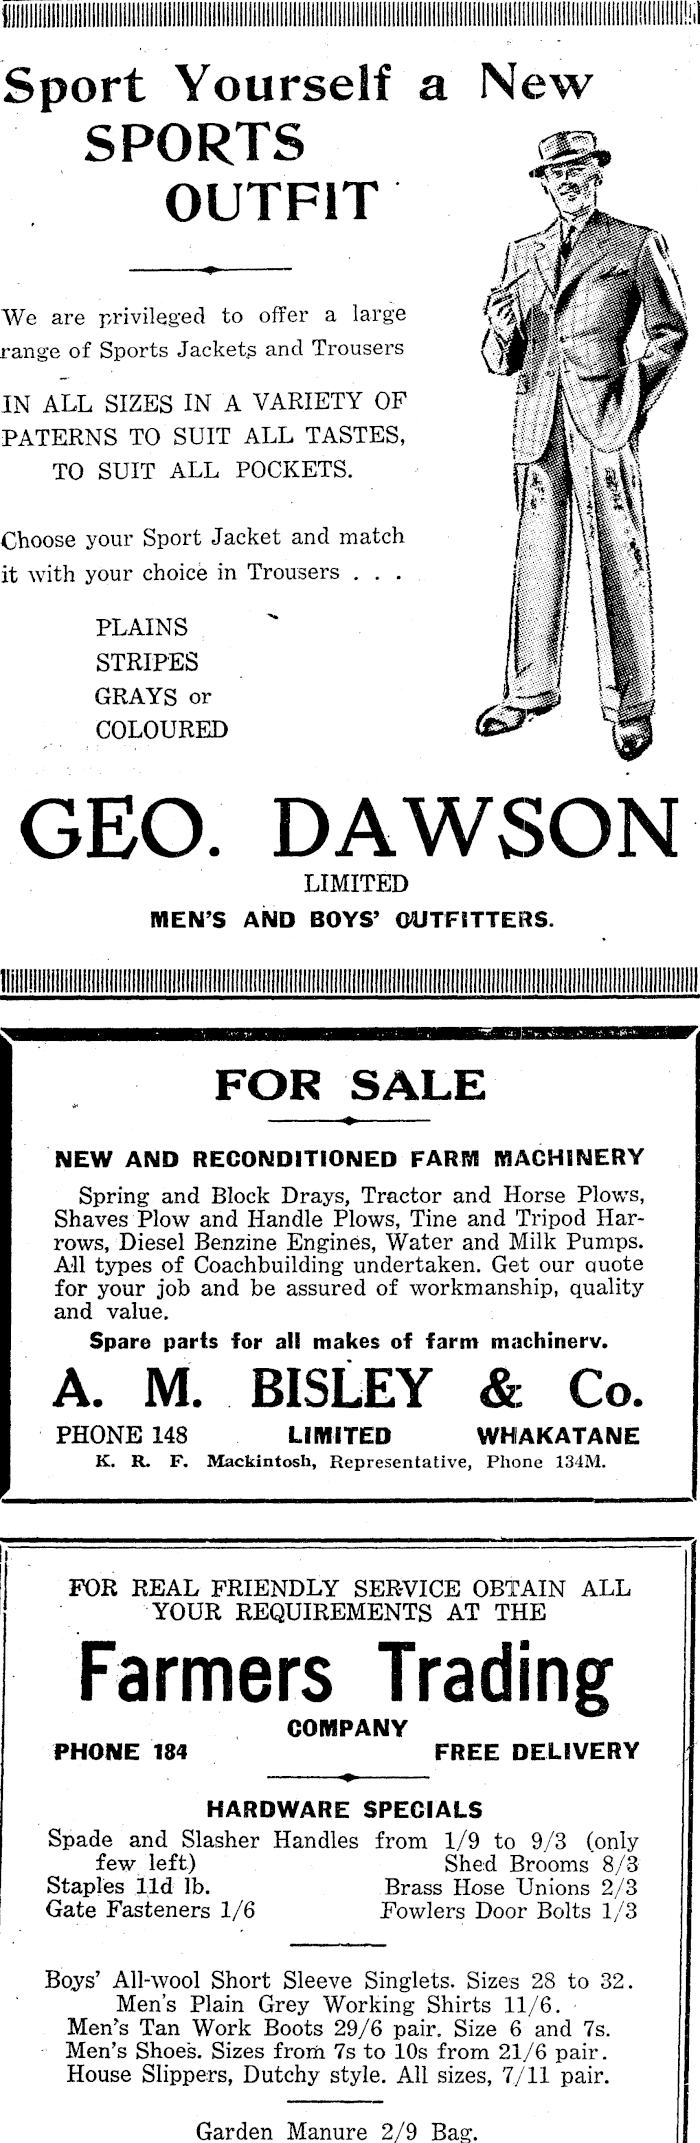 Sport Yourself a New
SPORTS
OUTFIT
We are privileged to offer a large
range of Sports Jackets and Trousers
IN ALL SIZES IN A VARIETY OF
PATERNS TO SUIT ALL TASTES,
TO SUIT ALL POCKETS.
Choose your Sport Jacket and match
it with your choice in Trousers . . .
PLAINS
STRIPES
GRAYS or
COLOURED
GEO. DAWSON
LIMITED
MEN'S AND BOYS' OUTFITTERS.
FOR SALE
NEW AND RECONDITIONED FARM MACHINERY
Spring and Block Drays, Tractor and Horse Plows,
Shaves Plow and Handle Plows, Tine and Tripod Har-
rows, Diesel Benzine Engines, Water and Milk Pumps.
All types of Coachbuilding undertaken. Get our quote
for your job and be assured of workmanship, quality
and value.
Spare parts for all makes of farm machinery.
A. M. BISLEY & Co.
PHONE 148 LIMITED WHAKATANE
K. R. F. Mackintosh, Representative, Phone 134M.
FOR REAL FRIENDLY SERVICE OBTAIN ALL
YOUR REQUIREMENTS AT THE
Farmers Trading
COMPANY
PHONE 184 FREE DELIVERY
HARDWARE SPECIALS
Spade and Slasher Handles from 1/9 to 9/3 (only
few left) Shed Brooms 8/3
Staples 11d lb. Brass Hose Unions 2/3
Gate Fasteners 1/6 Fowlers Door Bolts 1/3
Boys' All-wool Short Sleeve Singlets. Sizes 28 to 32.
Men's Plain Grey Working Shirts 11/6.
Men's Tan Work Boots 29/6 pair. Size 6 and 7s.
Men's Shoes. Sizes from 7s to 10s from 21/6 pair.
House Slippers, Dutchy style. All sizes, 7/11 pair.
Garden Manure 2/9 Bag.